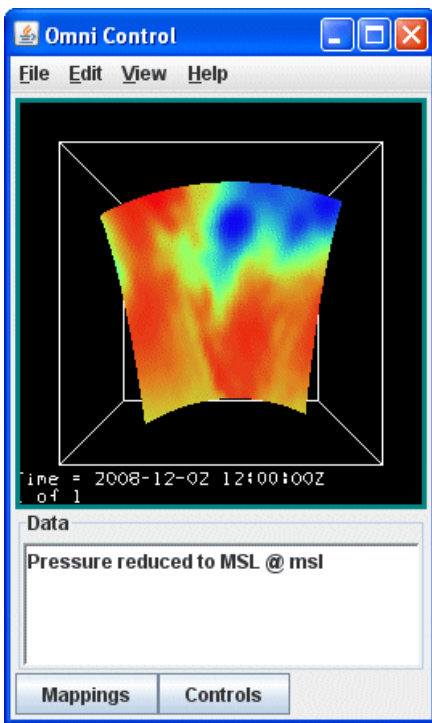 Omni Control
File Edit View Help
Time = 2008-12-02 12:00:00Z
of 1
Data
Pressure reduced to MSL @ msl
Mappings Controls